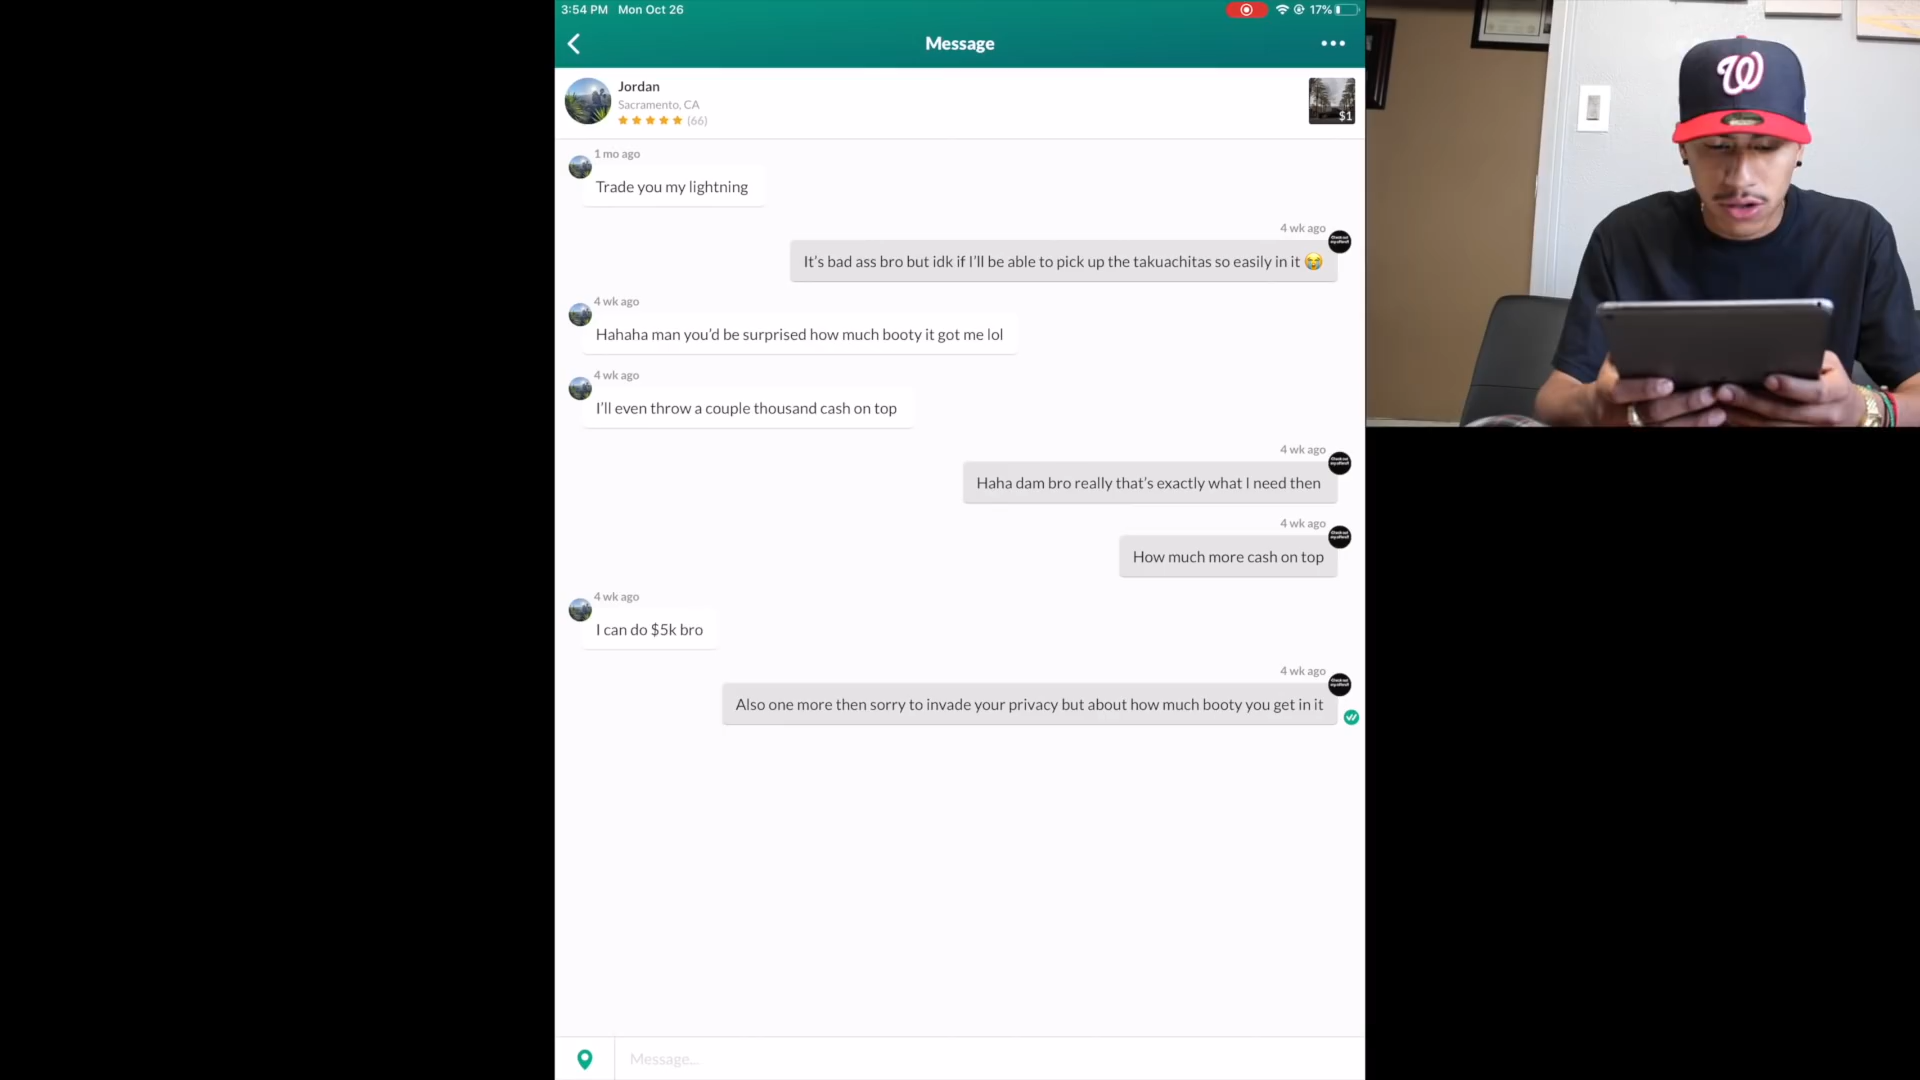 3:54 PM Mon Oct 26
17%
Message
Jordan
Sacramento, CA
(66)
$1
1 mo ago
Trade you my lightning
4 wk ago
It's bad ass bro but idk if I'll be able to pick up the takuachitas so easily in it 😭
4 wk ago
Hahaha man you'd be surprised how much booty it got me lol
4 wk ago
I'll even throw a couple thousand cash on top
4 wk ago
Haha dam bro really that's exactly what I need then
4 wk ago
How much more cash on top
4 wk ago
I can do $5k bro
4 wk ago
Also one more then sorry to invade your privacy but about how much booty you get in it
Message...
W